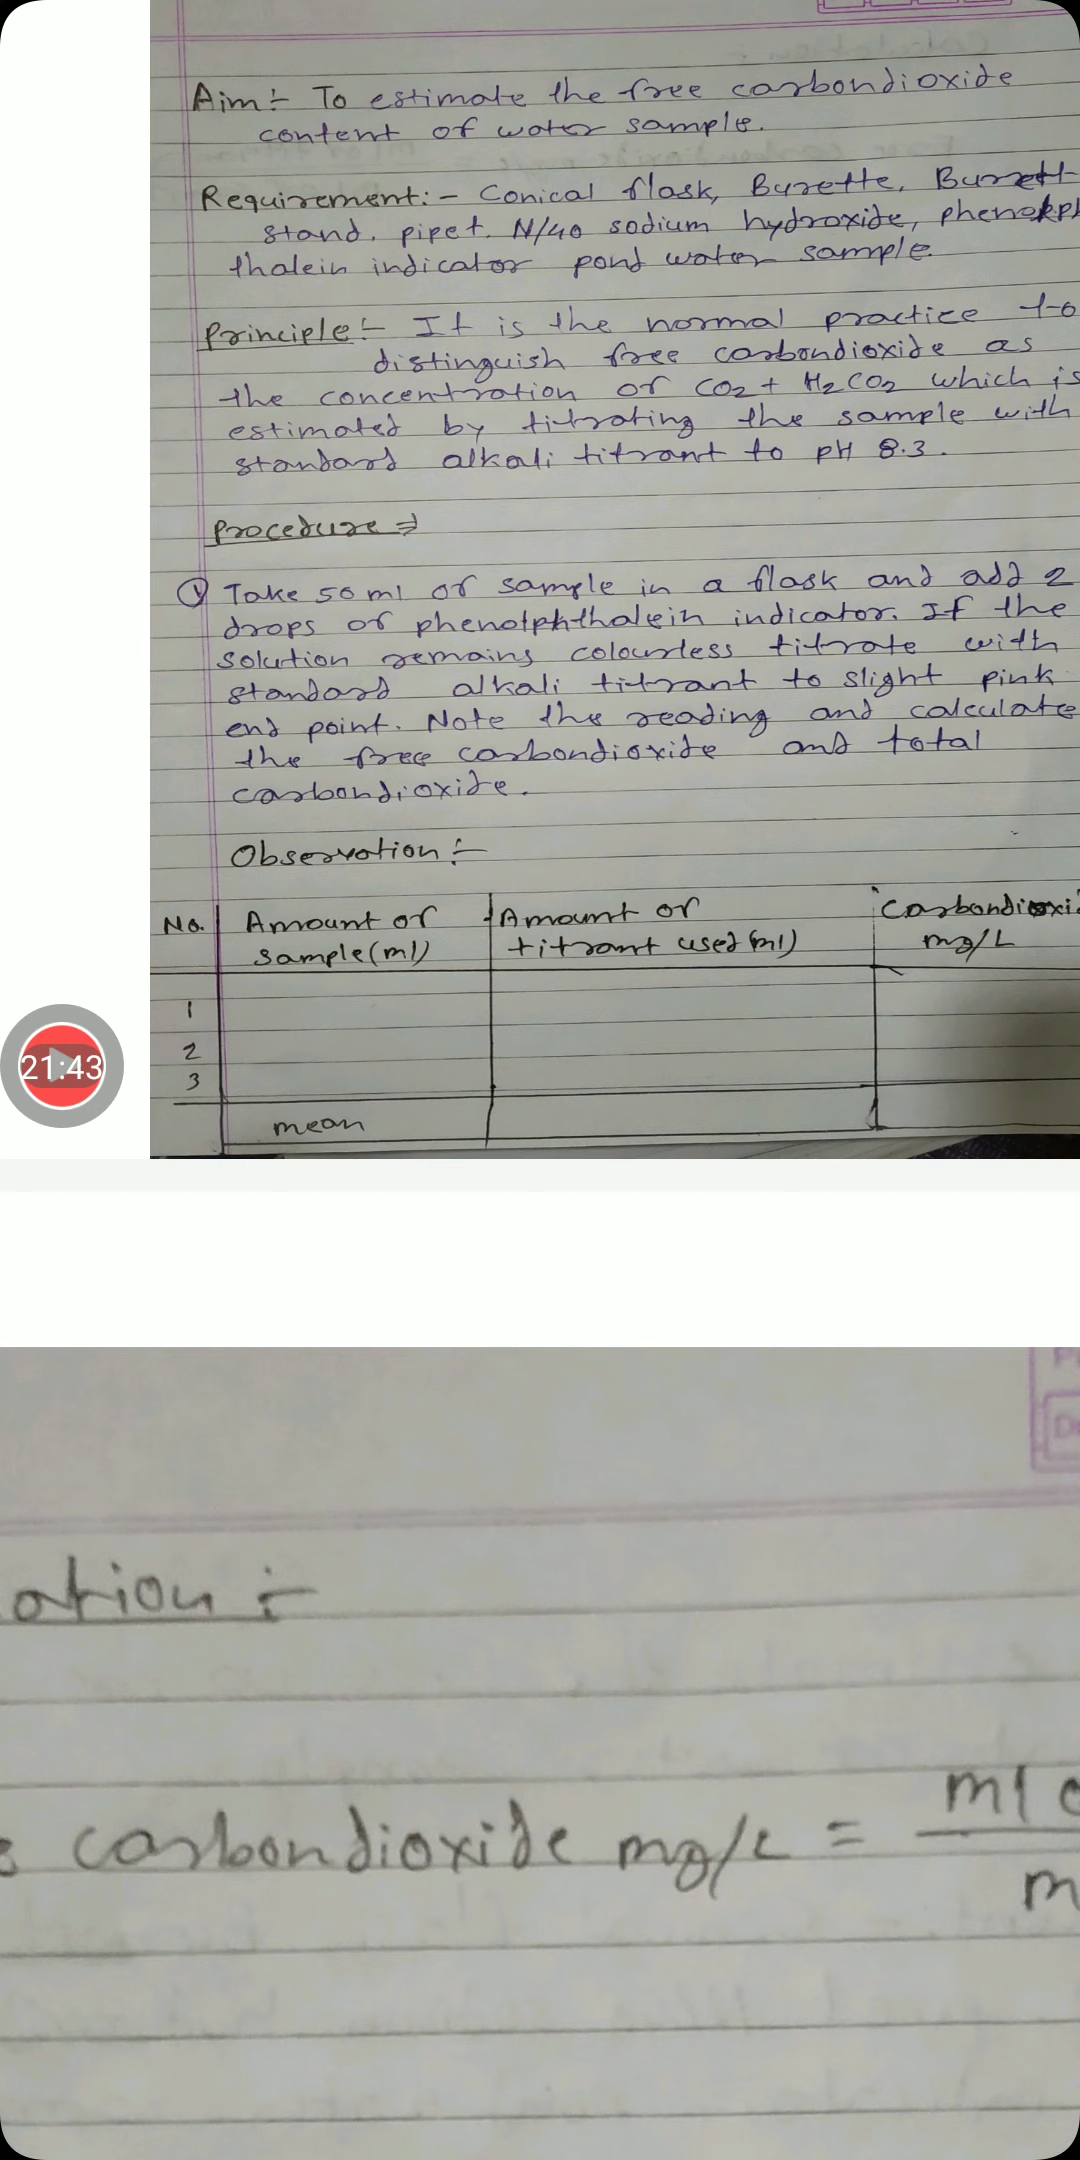 Aim :- To estimate the free carbondioxide
content of water sample.
Requirement :- Conical flask, Burette, Burett
stand. pipet. N/40 sodium hydroxide, phenolph
thalein indicator pond water sample.
Principle :- It is the normal practice to
distinguish free carbondioxide as
the concentration of CO2 + H2CO2 which is
estimated by titrating the sample with
standard alkali titrant to pH 8.3.
Procedure ⇒
① Take 50 ml of sample in a flask and add 2
drops of phenolphthalein indicator. If the
solution remains colourless titrate with
standard alkali titrant to slight pink
end point. Note the reading and calculate
the free carbondioxide and total
carbondioxide.
Observation :-
No. Amount of sample (ml) Amount of titrant used (ml) Carbondioxi mg/L
1
2
3
mean
21:43
ation :-
carbondioxide mg/L = ml
m